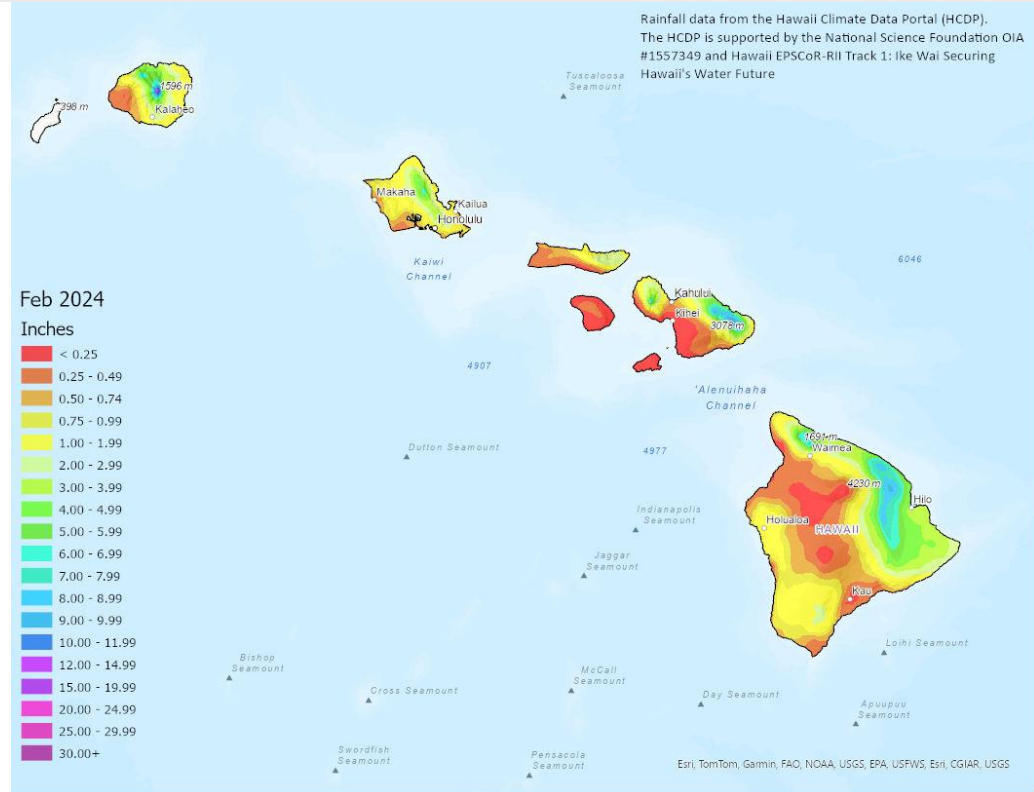 Rainfall data from the Hawaii Climate Data Portal (HCDP).
The HCDP is supported by the National Science Foundation OIA
#1557349 and Hawaii EPSCoR-RII Track 1: Ike Wai Securing
Hawaii's Water Future
Tuscaloosa
Seamount
1596 m
398 m
Kalaheo
Makaha
Kailua
Honolulu
Kaiwi
Channel
6046
Kahului
Kihei
3078 m
4907
'Alenuihaha
Channel
Dutton Seamount
4977
1691 m
Waimea
4230 m
Hilo
Indianapolis
Seamount
Holualoa
HAWAII
Jaggar
Seamount
Kau
Loihi Seamount
Bishop
Seamount
Cross Seamount
McCall
Seamount
Day Seamount
Apuupuu
Seamount
Swordfish
Seamount
Pensacola
Seamount
Feb 2024
Inches
< 0.25
0.25 - 0.49
0.50 - 0.74
0.75 - 0.99
1.00 - 1.99
2.00 - 2.99
3.00 - 3.99
4.00 - 4.99
5.00 - 5.99
6.00 - 6.99
7.00 - 7.99
8.00 - 8.99
9.00 - 9.99
10.00 - 11.99
12.00 - 14.99
15.00 - 19.99
20.00 - 24.99
25.00 - 29.99
30.00+
Esri, TomTom, Garmin, FAO, NOAA, USGS, EPA, USFWS, Esri, CGIAR, USGS